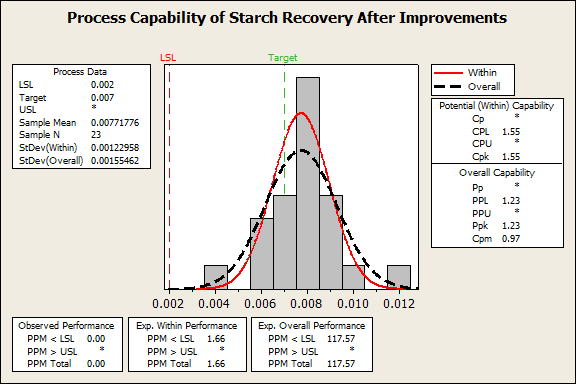 Process Capability of Starch Recovery After Improvements
LSL
Target
Process Data
LSL 0.002
Target 0.007
USL *
Sample Mean 0.00771776
Sample N 23
StDev(Within) 0.00122958
StDev(Overall) 0.00155462
Within
Overall
Potential (Within) Capability
Cp *
CPL 1.55
CPU *
Cpk 1.55
Overall Capability
Pp *
PPL 1.23
PPU *
Ppk 1.23
Cpm 0.97
0.002 0.004 0.006 0.008 0.010 0.012
Observed Performance
PPM < LSL 0.00
PPM > USL *
PPM Total 0.00
Exp. Within Performance
PPM < LSL 1.66
PPM > USL *
PPM Total 1.66
Exp. Overall Performance
PPM < LSL 117.57
PPM > USL *
PPM Total 117.57